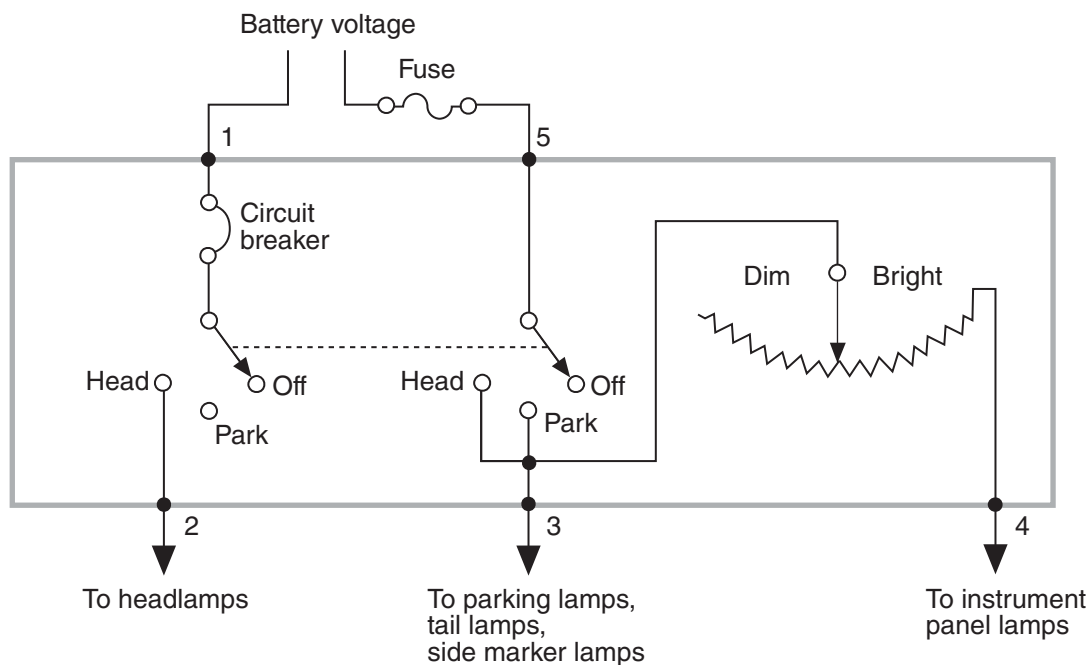 Battery voltage
Fuse
1
5
Circuit
breaker
Dim
Bright
Head
Off
Park
Head
Off
Park
2
3
4
To headlamps
To parking lamps,
tail lamps,
side marker lamps
To instrument
panel lamps